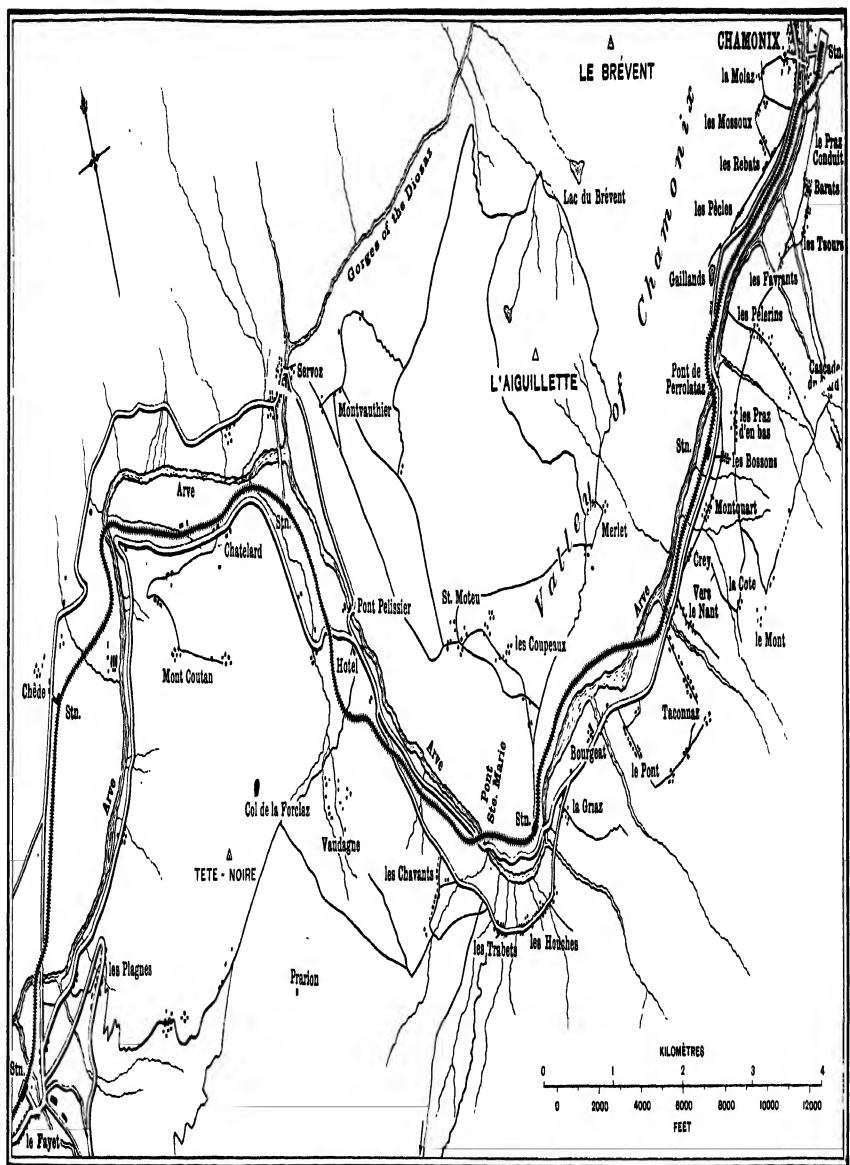 CHAMONIX.
Stn.
LE BRÉVENT
la Molaz
les Mossoux
le Praz
Conduit
les Rebats
Barats
Lac du Brévent
les Pècles
les Tsours
Gorges of the Diosaz
Gaillands
les Favrants
les Pélerins
Valley of Chamonix
Servoz
L'AIGUILLETTE
Pont de
Perrolataz
Cascade
Montvauthier
les Praz
d'en bas
Stn.
les Bossons
Arve
Stn.
Montquart
Merlet
Chatelard
Crey
la Cote
Pont Pelissier
St. Moteu
Arve
Vers
le Nant
le Mont
les Coupeaux
Hotel
Mont Coutan
Chède
Stn.
Taconnaz
Arve
Bourgeat
le Pont
Pont
Ste. Marie
Arve
Col de la Forclaz
Stn.
la Griaz
Vaudagne
TETE - NOIRE
les Chavants
les Trabets
les Houches
les Plagnes
Prarion
Stn.
le Fayet
KILOMÈTRES
0 1 2 3 4
0 2000 4000 6000 8000 10000 12000
FEET